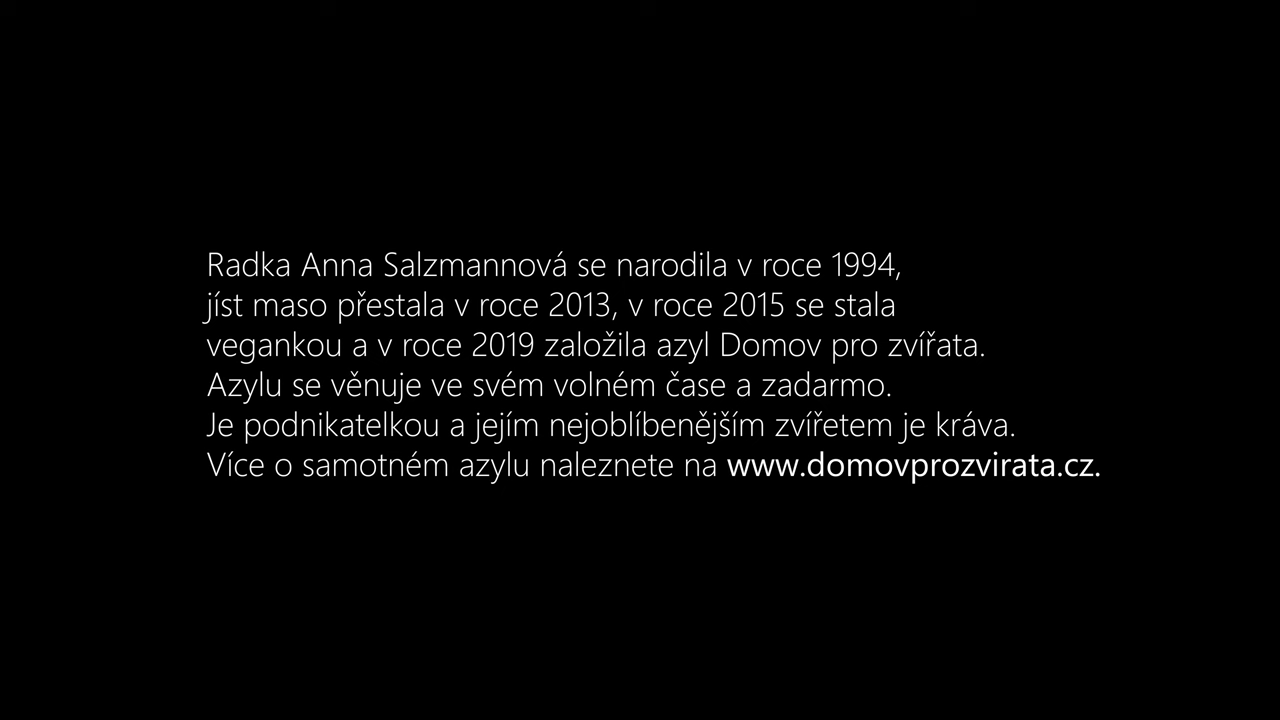 Radka Anna Salzmannová se narodila v roce 1994,
jíst maso přestala v roce 2013, v roce 2015 se stala
vegankou a v roce 2019 založila azyl Domov pro zvířata.
Azylu se věnuje ve svém volném čase a zadarmo.
Je podnikatelkou a jejím nejoblíbenějším zvířetem je kráva.
Více o samotném azylu naleznete na www.domovprozvirata.cz.